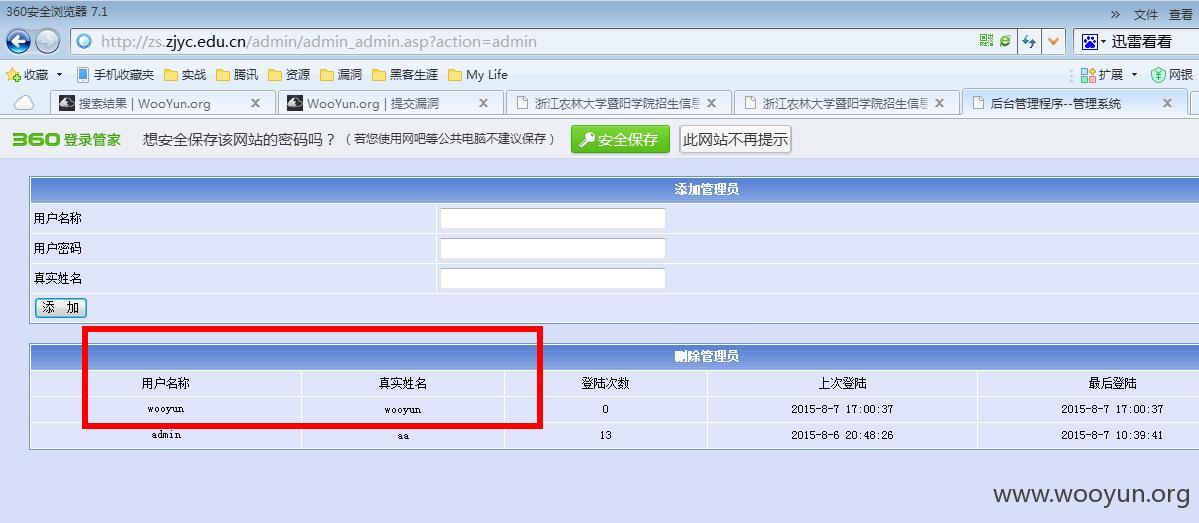 360安全浏览器 7.1
» 文件 查看
http://zs.zjyc.edu.cn/admin/admin_admin.asp?action=admin 迅雷看看
收藏 手机收藏夹 实战 腾讯 资源 漏洞 黑客生涯 My Life 扩展 网银
搜索结果 | WooYun.org WooYun.org | 提交漏洞 浙江农林大学暨阳学院招生信息 浙江农林大学暨阳学院招生信息 后台管理程序--管理系统
360 登录管家 想安全保存该网站的密码吗？（若您使用网吧等公共电脑不建议保存） 安全保存 此网站不再提示
添加管理员
用户名称
用户密码
真实姓名
添 加
删除管理员
用户名称 真实姓名 登陆次数 上次登陆 最后登陆
wooyun wooyun 0 2015-8-7 17:00:37 2015-8-7 17:00:37
admin aa 13 2015-8-6 20:48:26 2015-8-7 10:39:41
www.wooyun.org